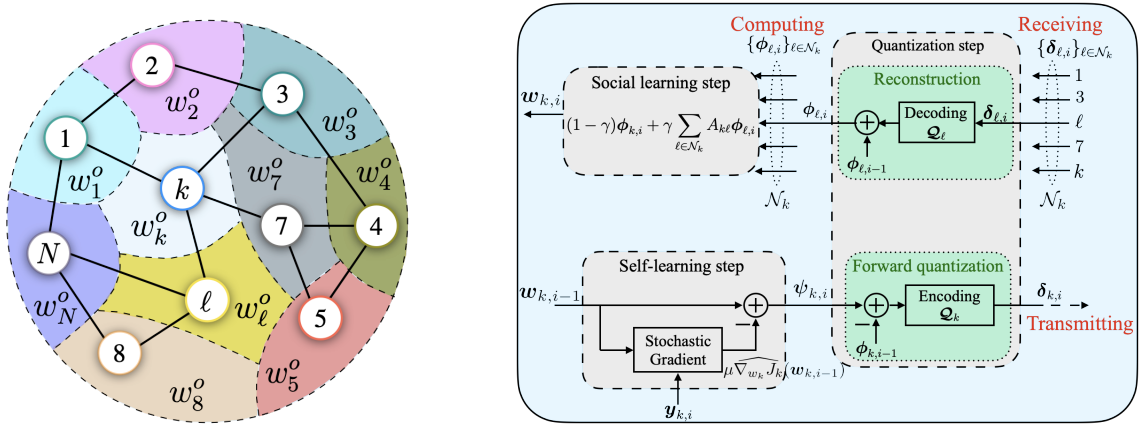 2
w_2^o
3
w_3^o
1
w_1^o
k
w_k^o
w_7^o
7
w_4^o
4
N
w_N^o
ℓ
w_ℓ^o
5
w_5^o
8
w_8^o
Computing
Receiving
{ϕ_{ℓ,i}}_{ℓ∈𝒩_k}
Quantization step
{δ_{ℓ,i}}_{ℓ∈𝒩_k}
Social learning step
Reconstruction
1
3
w_{k,i}
(1−γ)ϕ_{k,i} + γ ∑_{ℓ∈𝒩_k} A_{kℓ}ϕ_{ℓ,i}
ϕ_{ℓ,i}
+
Decoding
𝒬_ℓ
δ_{ℓ,i}
ℓ
ϕ_{ℓ,i−1}
7
k
𝒩_k
𝒩_k
Self-learning step
Forward quantization
w_{k,i−1}
+
−
ψ_{k,i}
+
−
Encoding
𝒬_k
δ_{k,i}
Transmitting
Stochastic
Gradient
μ\widehat{∇_{w_k}J_k}(w_{k,i−1})
ϕ_{k,i−1}
y_{k,i}